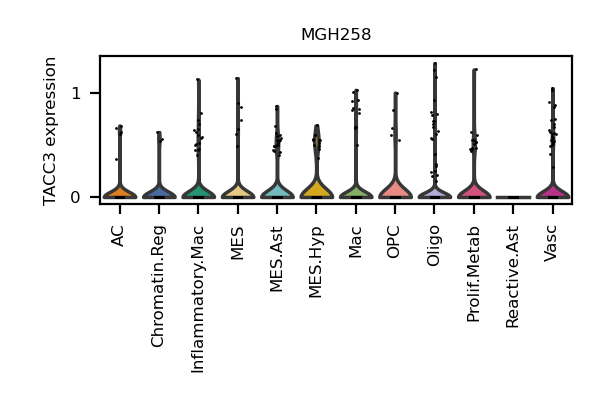 MGH258
TACC3 expression
1
0
AC
Chromatin.Reg
Inflammatory.Mac
MES
MES.Ast
MES.Hyp
Mac
OPC
Oligo
Prolif.Metab
Reactive.Ast
Vasc